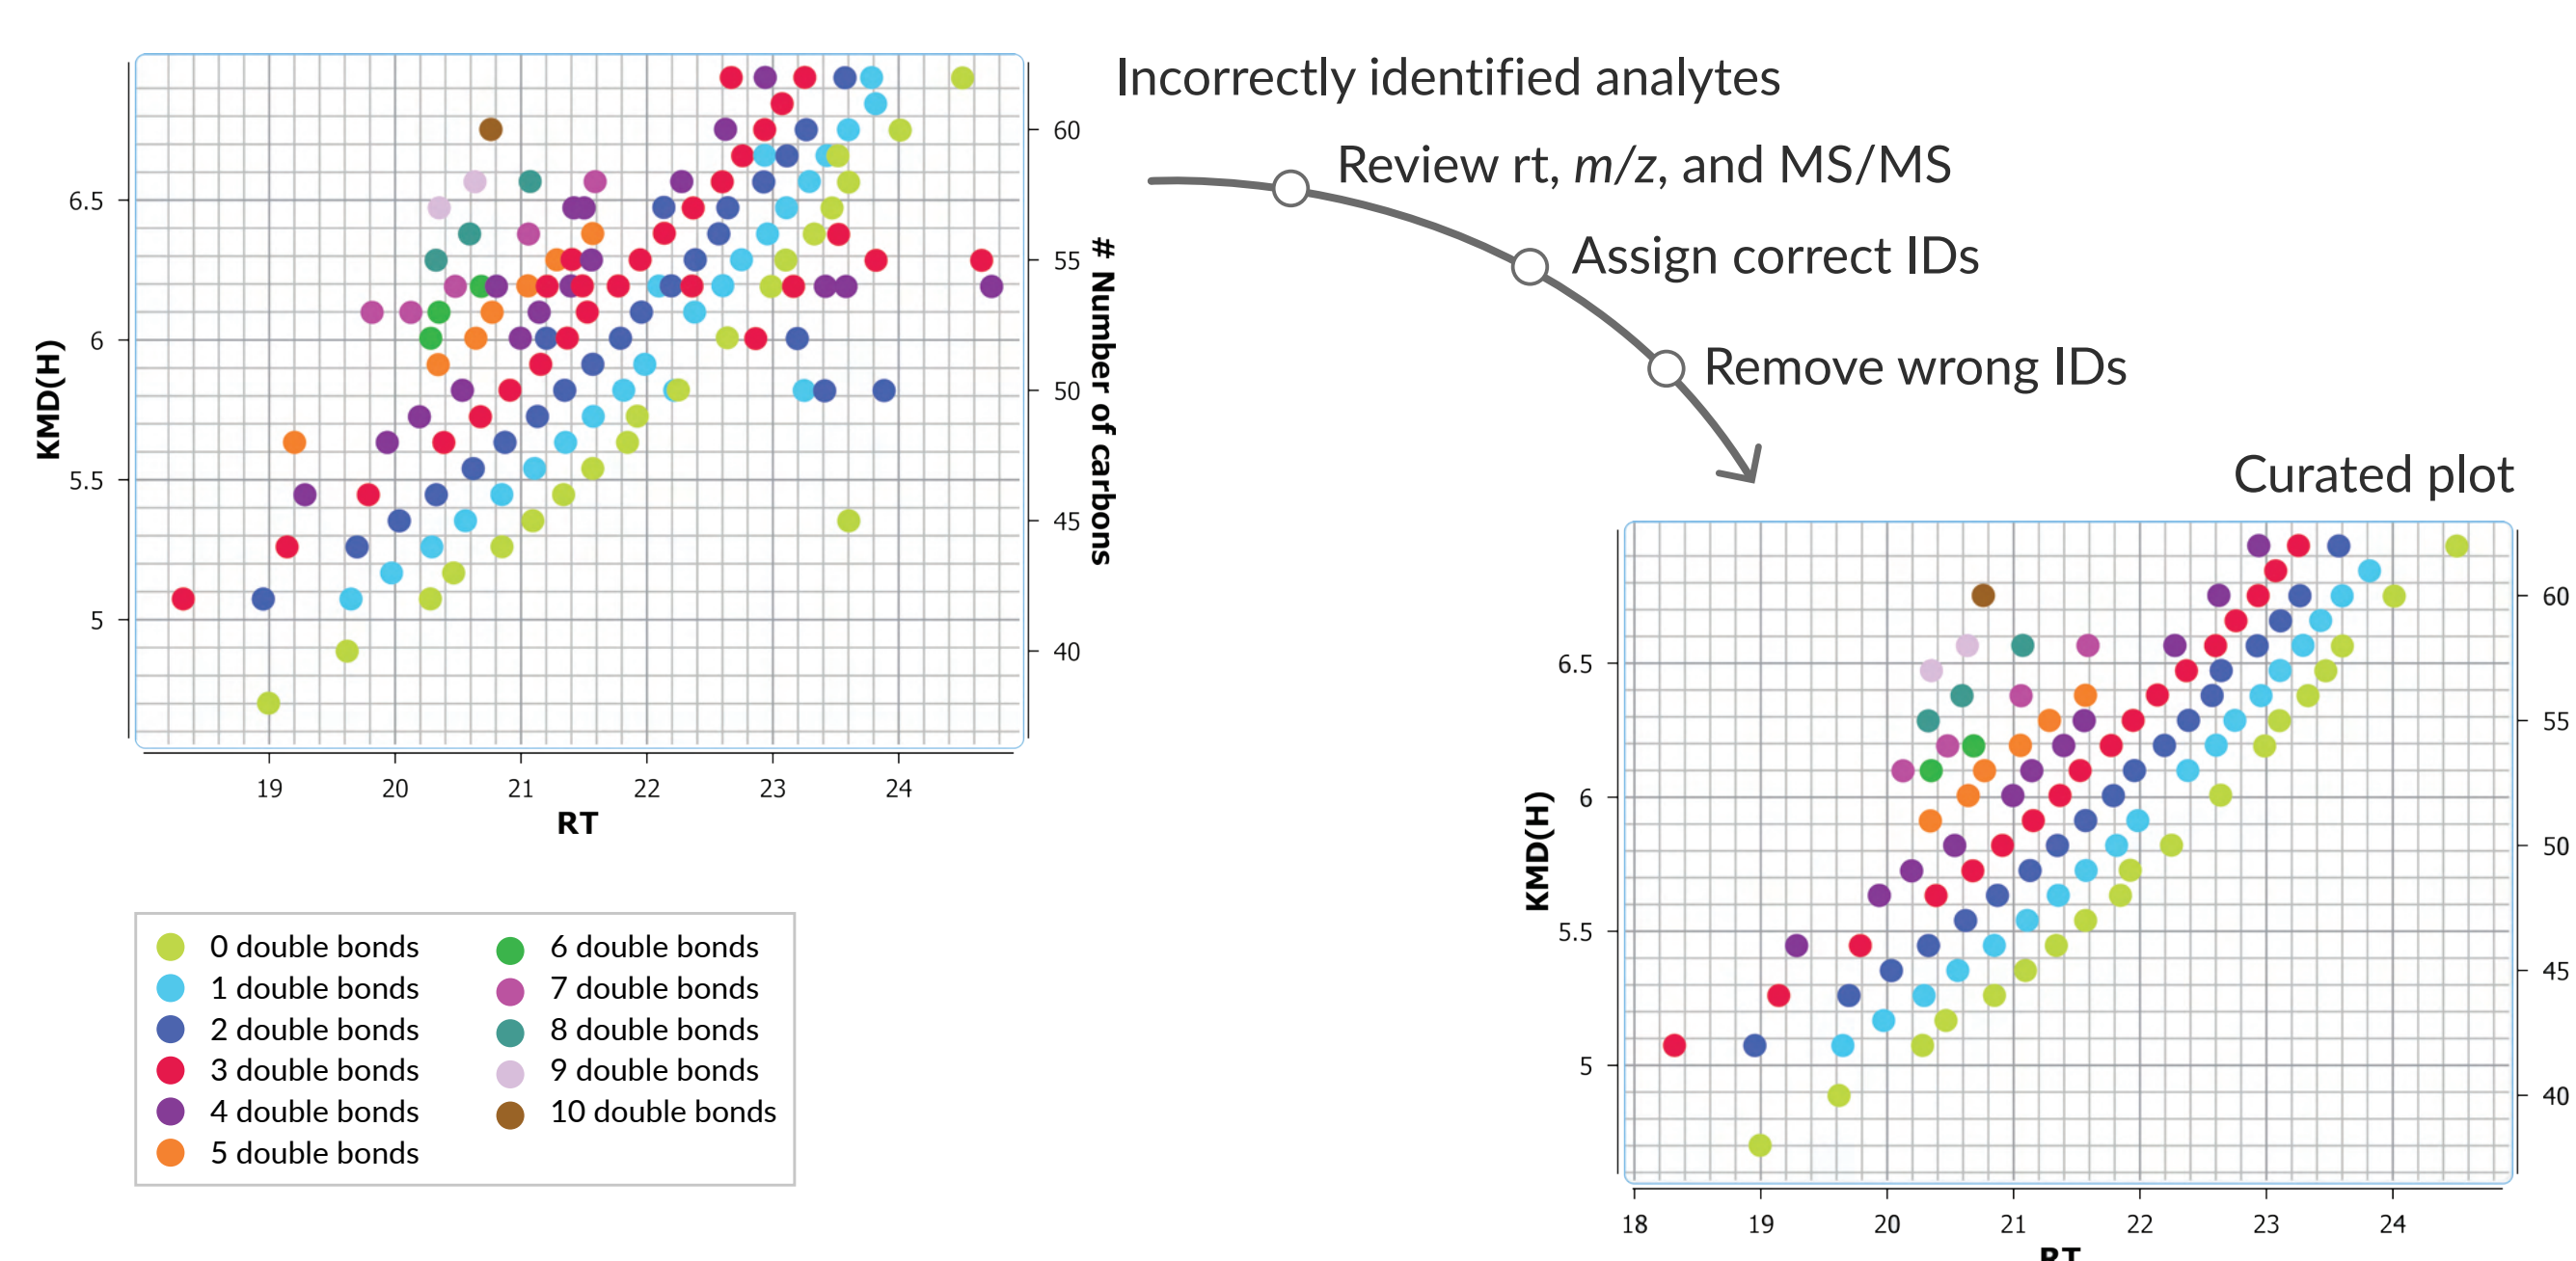 Incorrectly identified analytes
Review rt, m/z, and MS/MS
Assign correct IDs
Remove wrong IDs
Curated plot
KMD(H)
6.5
6
5.5
5
60
55
50
45
40
# Number of carbons
19 20 21 22 23 24
RT
0 double bonds
1 double bonds
2 double bonds
3 double bonds
4 double bonds
5 double bonds
6 double bonds
7 double bonds
8 double bonds
9 double bonds
10 double bonds
KMD(H)
6.5
6
5.5
5
60
55
50
45
40
18 19 20 21 22 23 24
RT